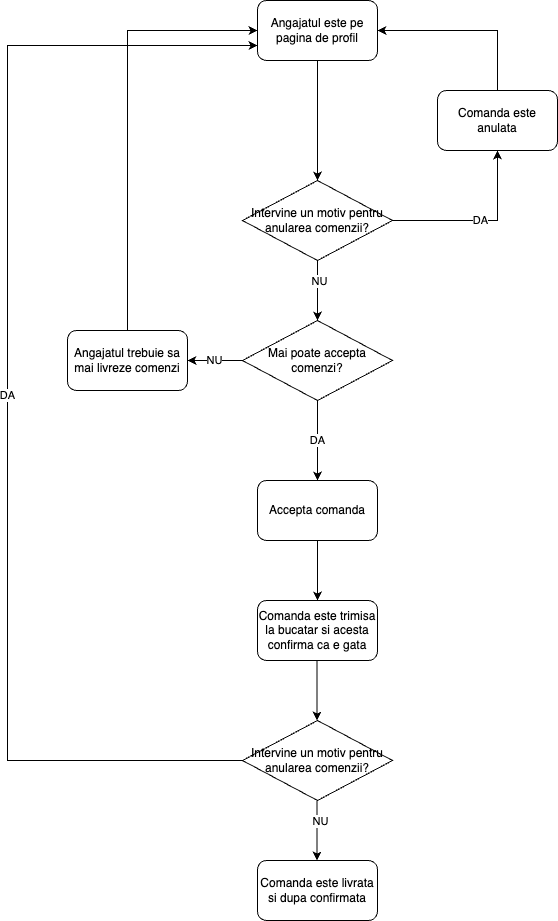 Angajatul este pe
pagina de profil
Comanda este
anulata
Intervine un motiv pentru
anularea comenzii?
DA
NU
Angajatul trebuie sa
mai livreze comenzi
NU
Mai poate accepta
comenzi?
DA
DA
Accepta comanda
Comanda este trimisa
la bucatar si acesta
confirma ca e gata
Intervine un motiv pentru
anularea comenzii?
NU
Comanda este livrata
si dupa confirmata